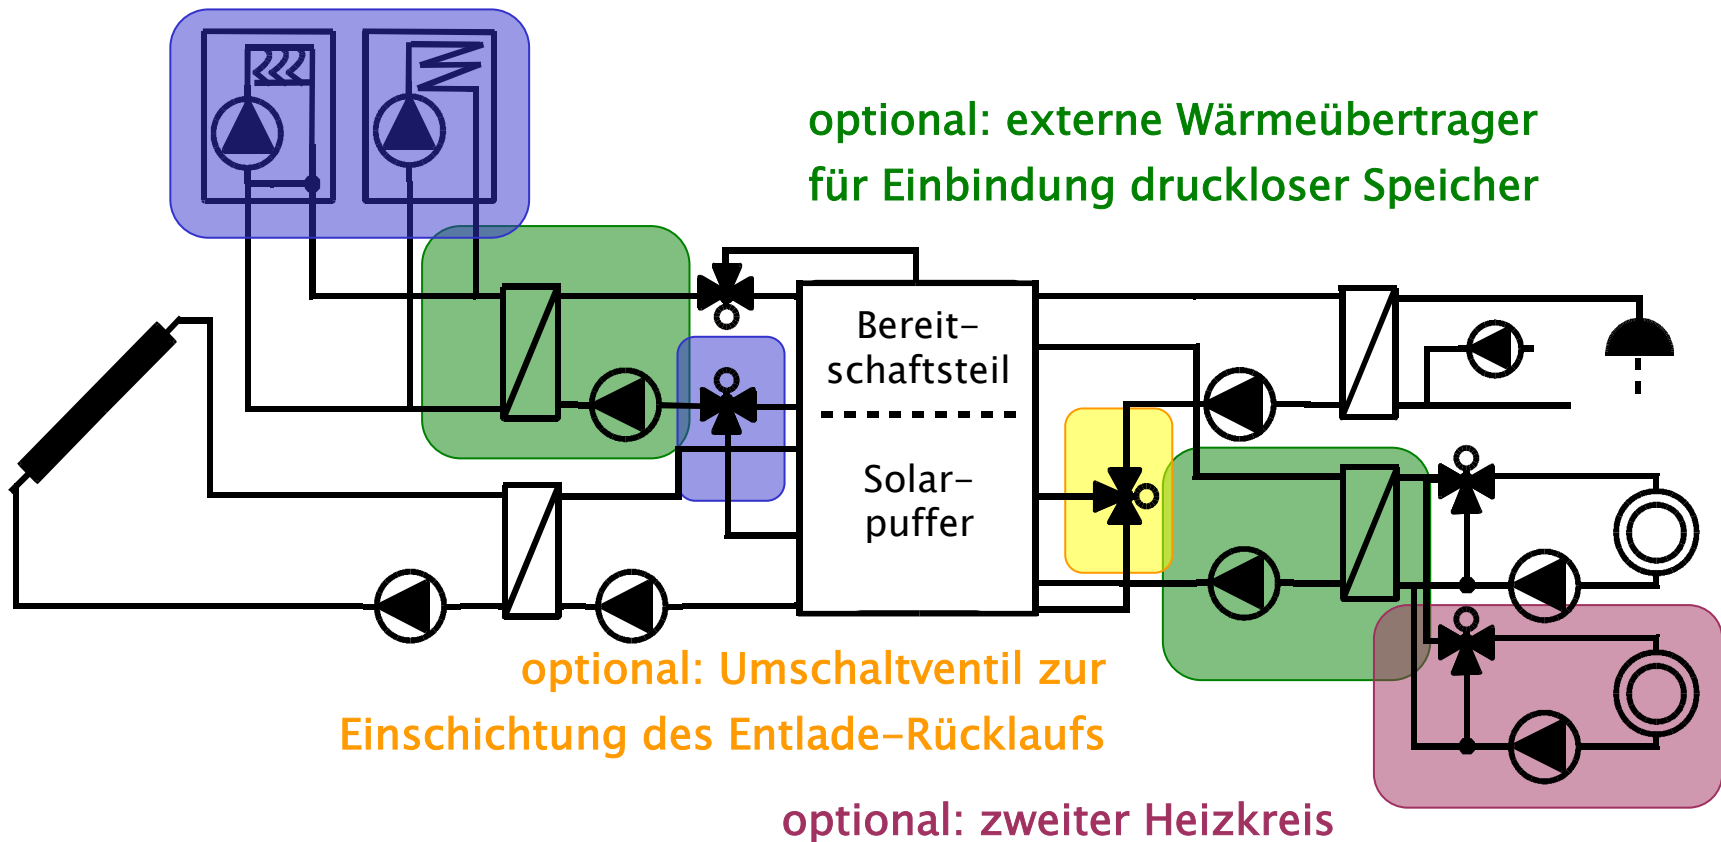 optional: externe Wärmeübertrager
für Einbindung druckloser Speicher
Bereit-
schaftsteil
Solar-
puffer
optional: Umschaltventil zur
Einschichtung des Entlade-Rücklaufs
optional: zweiter Heizkreis